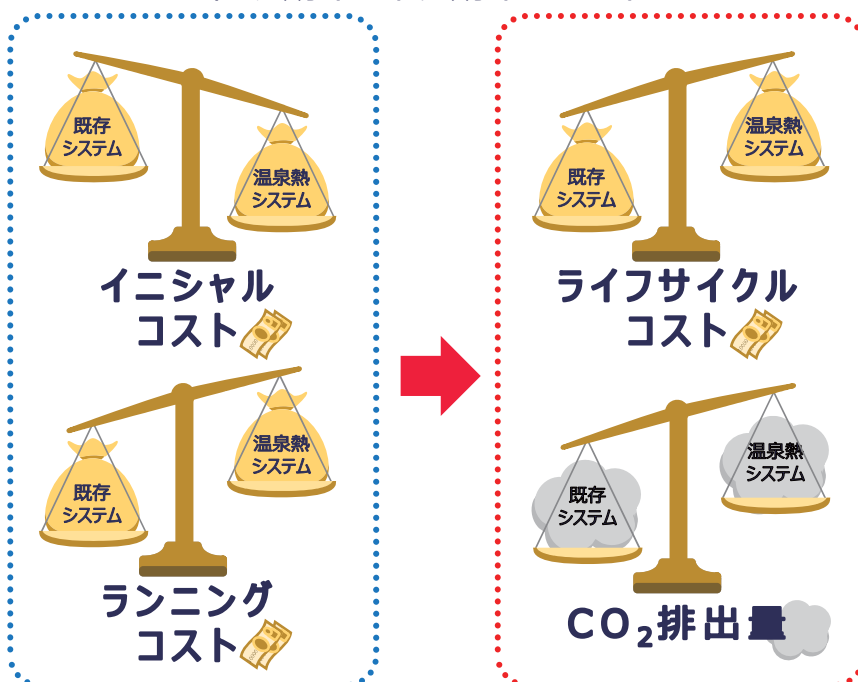 既存
システム
温泉熱
システム
イニシャル
コスト
既存
システム
温泉熱
システム
ランニング
コスト
既存
システム
温泉熱
システム
ライフサイクル
コスト
既存
システム
温泉熱
システム
CO₂排出量